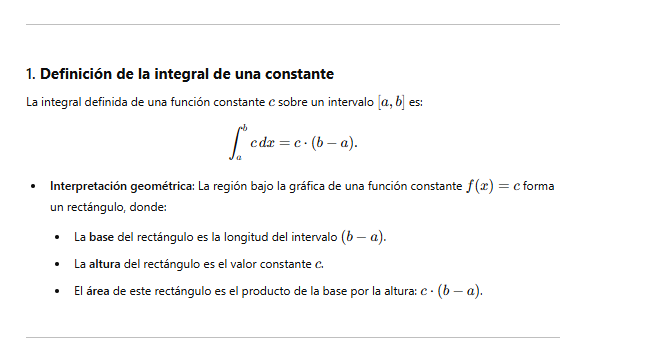 1. Definición de la integral de una constante
La integral definida de una función constante c sobre un intervalo [a, b] es:
∫ₐᵇ c dx = c · (b − a).
• Interpretación geométrica: La región bajo la gráfica de una función constante f(x) = c forma
un rectángulo, donde:
• La base del rectángulo es la longitud del intervalo (b − a).
• La altura del rectángulo es el valor constante c.
• El área de este rectángulo es el producto de la base por la altura: c · (b − a).